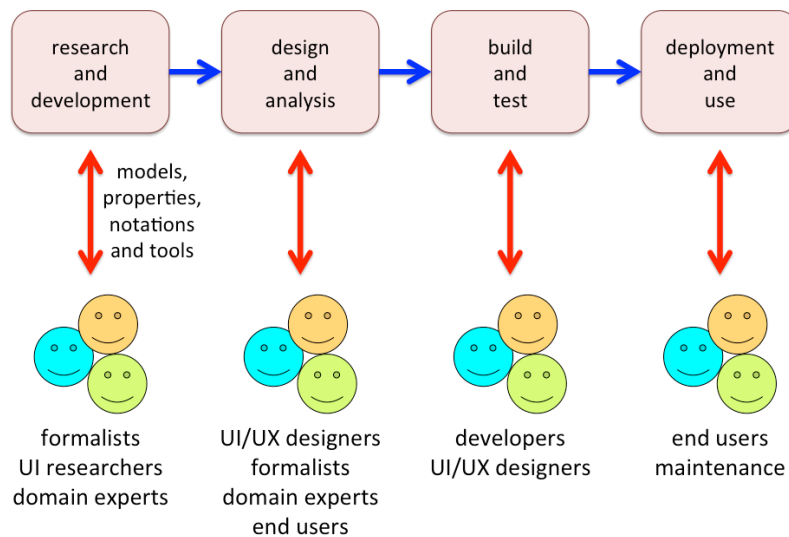 research
and
development
design
and
analysis
build
and
test
deployment
and
use
models,
properties,
notations
and tools
formalists
UI researchers
domain experts
UI/UX designers
formalists
domain experts
end users
developers
UI/UX designers
end users
maintenance